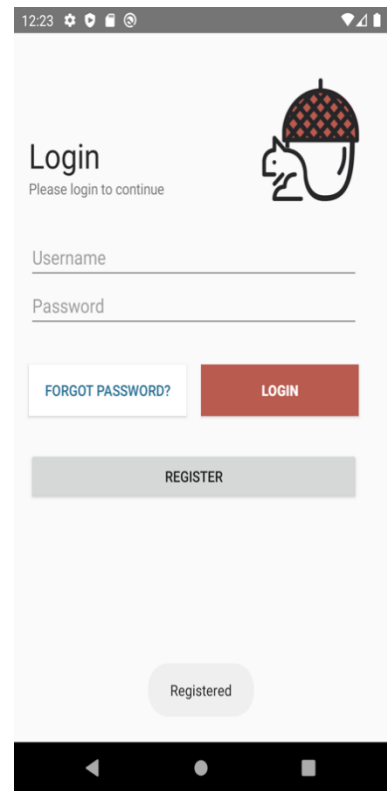 12:23
Login
Please login to continue
Username
Password
FORGOT PASSWORD?
LOGIN
REGISTER
Registered